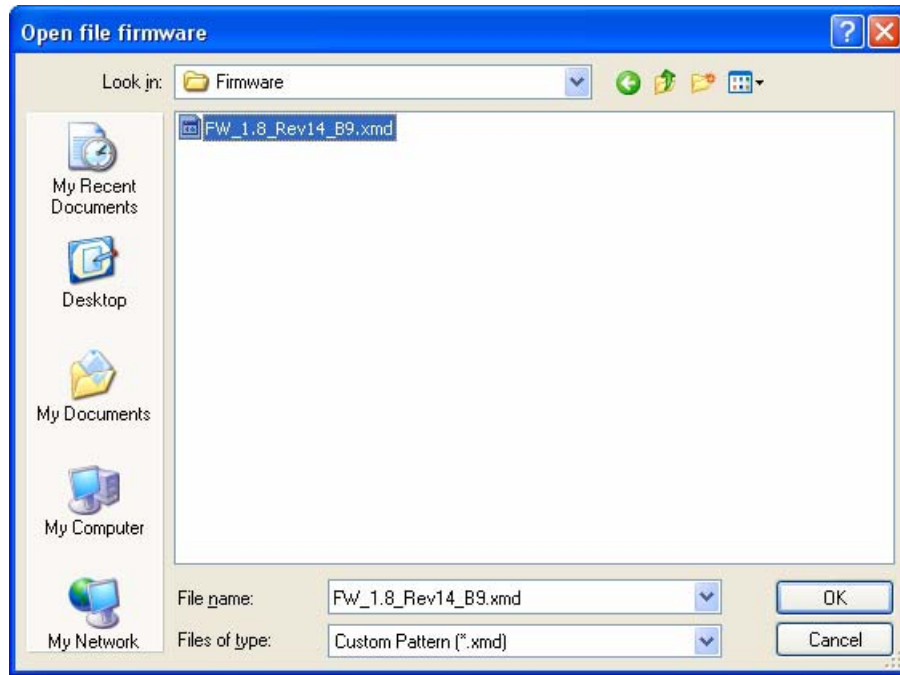 Open file firmware
Look in:
Firmware
FW_1.8_Rev14_B9.xmd
My Recent
Documents
Desktop
My Documents
My Computer
My Network
File name:
FW_1.8_Rev14_B9.xmd
OK
Files of type:
Custom Pattern (*.xmd)
Cancel